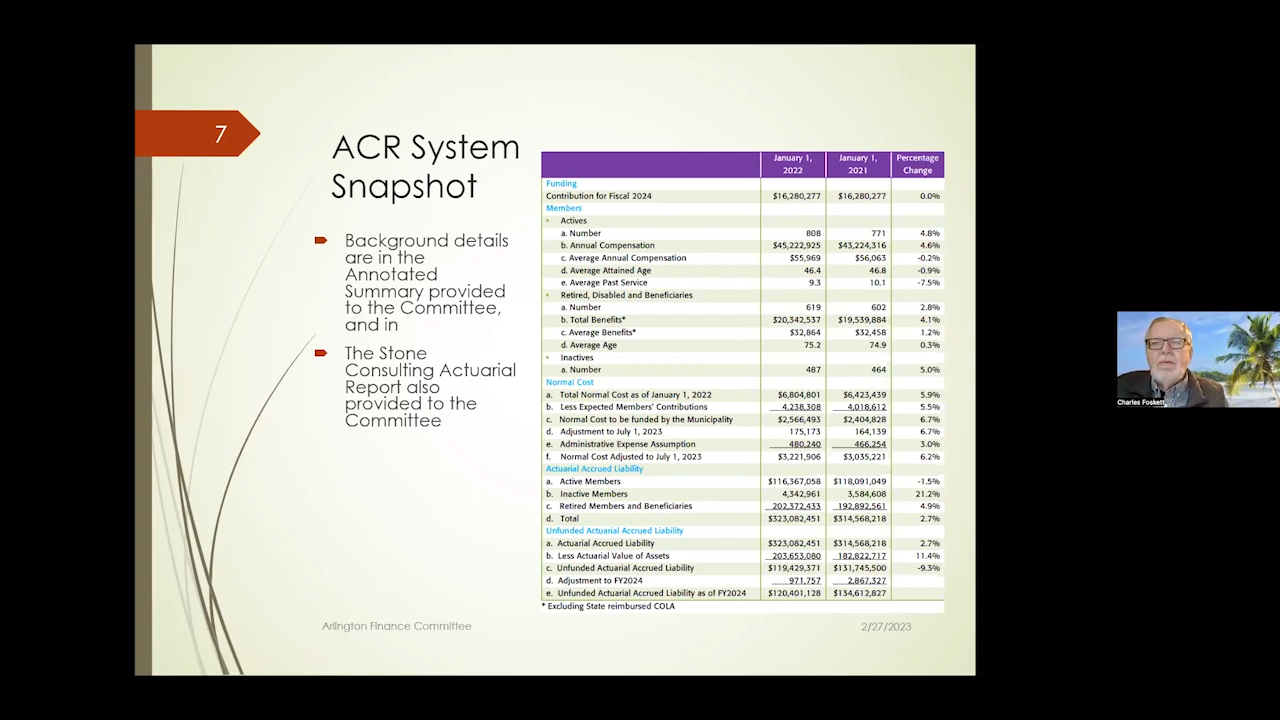 7
ACR System
Snapshot
Background details
are in the
Annotated
Summary provided
to the Committee,
and in
The Stone
Consulting Actuarial
Report also
provided to the
Committee
January 1, 2022 January 1, 2021 Percentage Change
Funding
Contribution for Fiscal 2024 $16,280,277 $16,280,277 0.0%
Members
• Actives
a. Number 808 771 4.8%
b. Annual Compensation $45,222,925 $43,224,316 4.6%
c. Average Annual Compensation $55,969 $56,063 -0.2%
d. Average Attained Age 46.4 46.8 -0.9%
e. Average Past Service 9.3 10.1 -7.5%
• Retired, Disabled and Beneficiaries
a. Number 619 602 2.8%
b. Total Benefits* $20,342,537 $19,539,884 4.1%
c. Average Benefits* $32,864 $32,458 1.2%
d. Average Age 75.2 74.9 0.3%
• Inactives
a. Number 487 464 5.0%
Normal Cost
a. Total Normal Cost as of January 1, 2022 $6,804,801 $6,423,439 5.9%
b. Less Expected Members' Contributions 4,238,308 4,018,612 5.5%
c. Normal Cost to be funded by the Municipality $2,566,493 $2,404,828 6.7%
d. Adjustment to July 1, 2023 175,173 164,139 6.7%
e. Administrative Expense Assumption 480,240 466,254 3.0%
f. Normal Cost Adjusted to July 1, 2023 $3,221,906 $3,035,221 6.2%
Actuarial Accrued Liability
a. Active Members $116,367,058 $118,091,049 -1.5%
b. Inactive Members 4,342,961 3,584,608 21.2%
c. Retired Members and Beneficiaries 202,372,433 192,892,561 4.9%
d. Total $323,082,451 $314,568,218 2.7%
Unfunded Actuarial Accrued Liability
a. Actuarial Accrued Liability $323,082,451 $314,568,218 2.7%
b. Less Actuarial Value of Assets 203,653,080 182,822,717 11.4%
c. Unfunded Actuarial Accrued Liability $119,429,371 $131,745,500 -9.3%
d. Adjustment to FY2024 971,757 2,867,327
e. Unfunded Actuarial Accrued Liability as of FY2024 $120,401,128 $134,612,827
* Excluding State reimbursed COLA
Arlington Finance Committee 2/27/2023
Charles Foskett